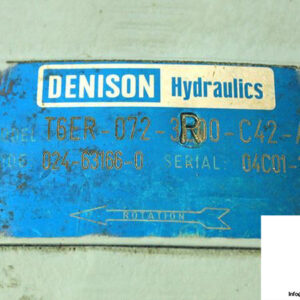 DENISON Hydraulics
T6ER-072-3R00-C42-A
024-63166-0 SERIAL 04C01-
ROTATION